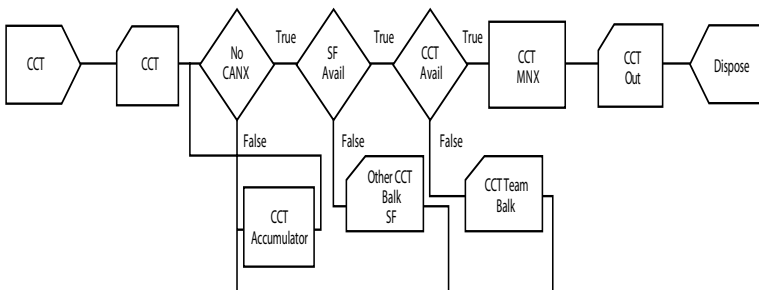 CCT
CCT
No
CANX
True
SF
Avail
True
CCT
Avail
True
CCT
MNX
CCT
Out
Dispose
False
False
False
CCT
Accumulator
Other CCT
Balk
SF
CCT Team
Balk